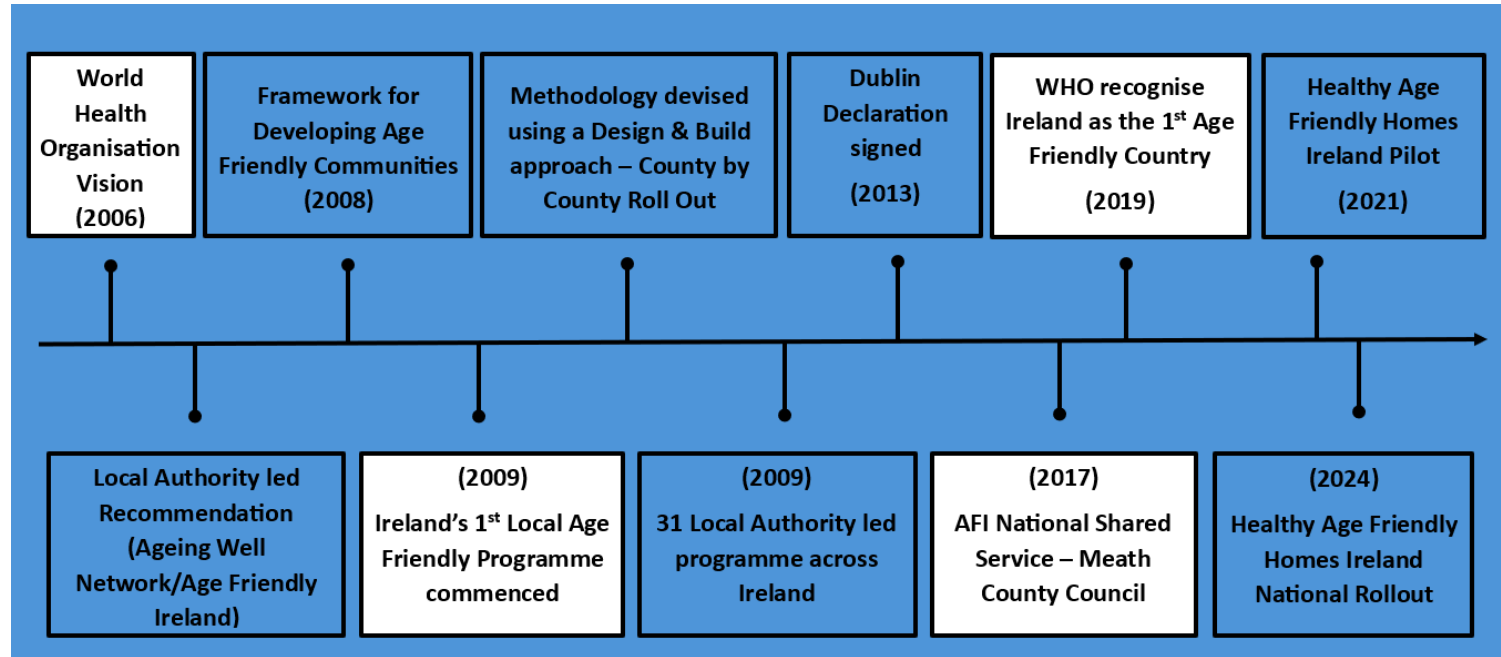 World
Health
Organisation
Vision
(2006)
Framework for
Developing Age
Friendly Communities
(2008)
Methodology devised
using a Design & Build
approach – County by
County Roll Out
Dublin
Declaration
signed
(2013)
WHO recognise
Ireland as the 1st Age
Friendly Country
(2019)
Healthy Age
Friendly Homes
Ireland Pilot
(2021)
Local Authority led
Recommendation
(Ageing Well
Network/Age Friendly
Ireland)
(2009)
Ireland’s 1st Local Age
Friendly Programme
commenced
(2009)
31 Local Authority led
programme across
Ireland
(2017)
AFI National Shared
Service – Meath
County Council
(2024)
Healthy Age Friendly
Homes Ireland
National Rollout